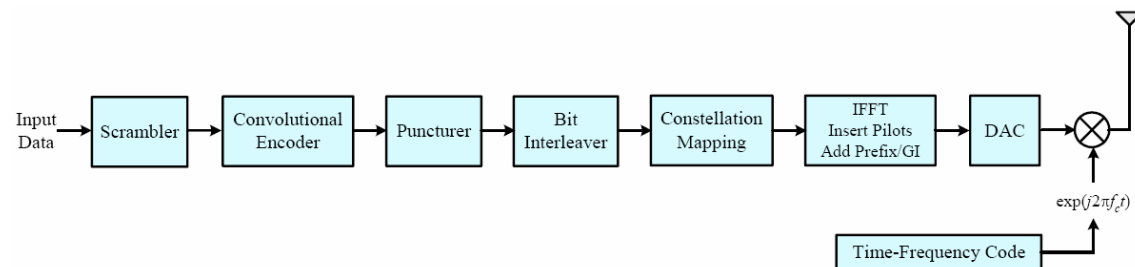 Input
Data
Scrambler
Convolutional
Encoder
Puncturer
Bit
Interleaver
Constellation
Mapping
IFFT
Insert Pilots
Add Prefix/GI
DAC
exp(j2πf_c t)
Time-Frequency Code